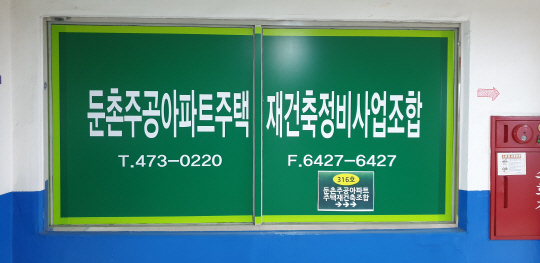 둔촌주공아파트주택 재건축정비사업조합
T.473-0220 F.6427-6427
316호
둔촌주공아파트
주택재건축조합
→→→